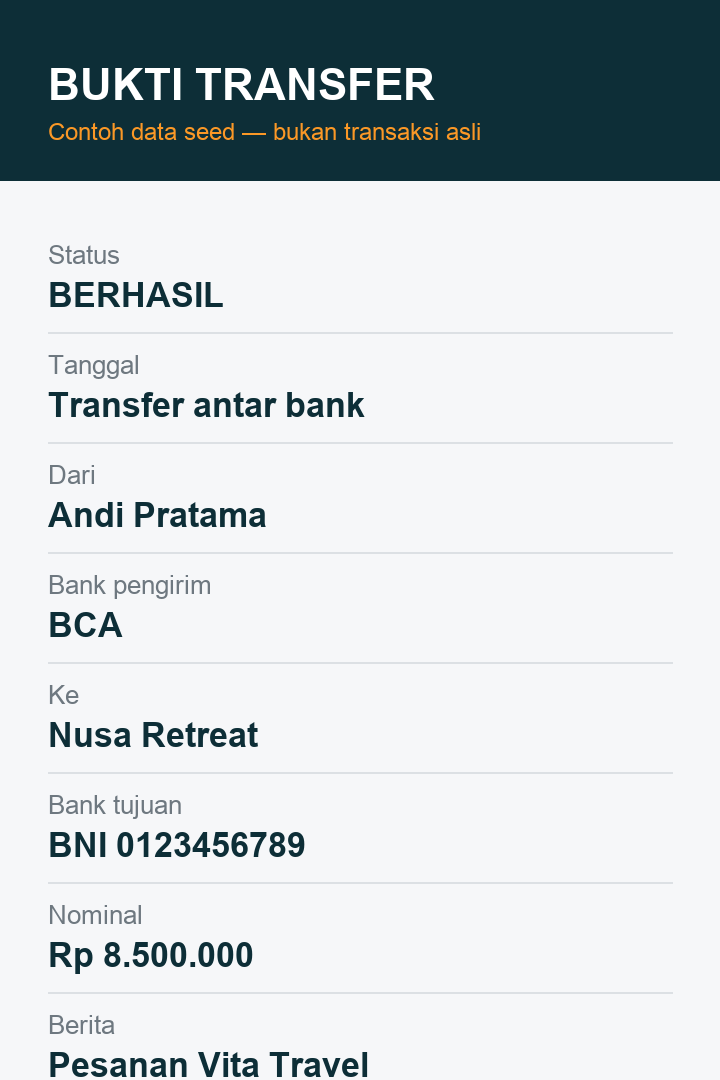 BUKTI TRANSFER
Contoh data seed — bukan transaksi asli
Status
BERHASIL
Tanggal
Transfer antar bank
Dari
Andi Pratama
Bank pengirim
BCA
Ke
Nusa Retreat
Bank tujuan
BNI 0123456789
Nominal
Rp 8.500.000
Berita
Pesanan Vita Travel